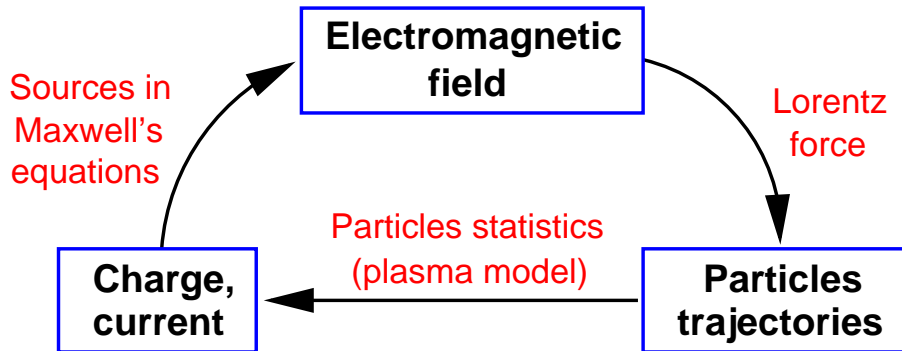 Electromagnetic
field
Sources in
Maxwell's
equations
Lorentz
force
Particles statistics
(plasma model)
Charge,
current
Particles
trajectories